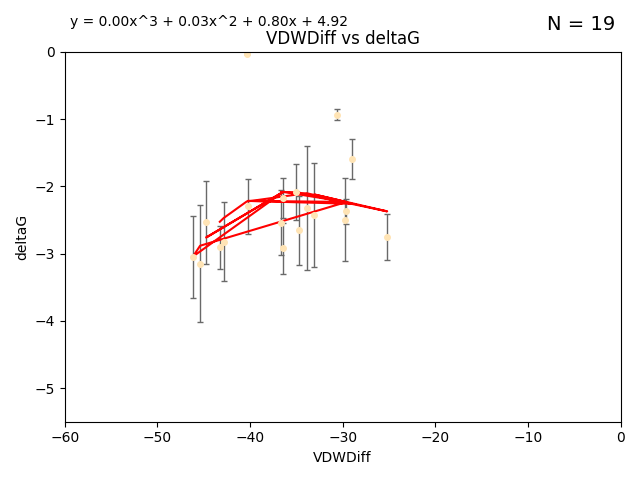 y = 0.00x^3 + 0.03x^2 + 0.80x + 4.92
N = 19
VDWDiff vs deltaG
0
−1
−2
−3
−4
−5
deltaG
−60 −50 −40 −30 −20 −10 0
VDWDiff